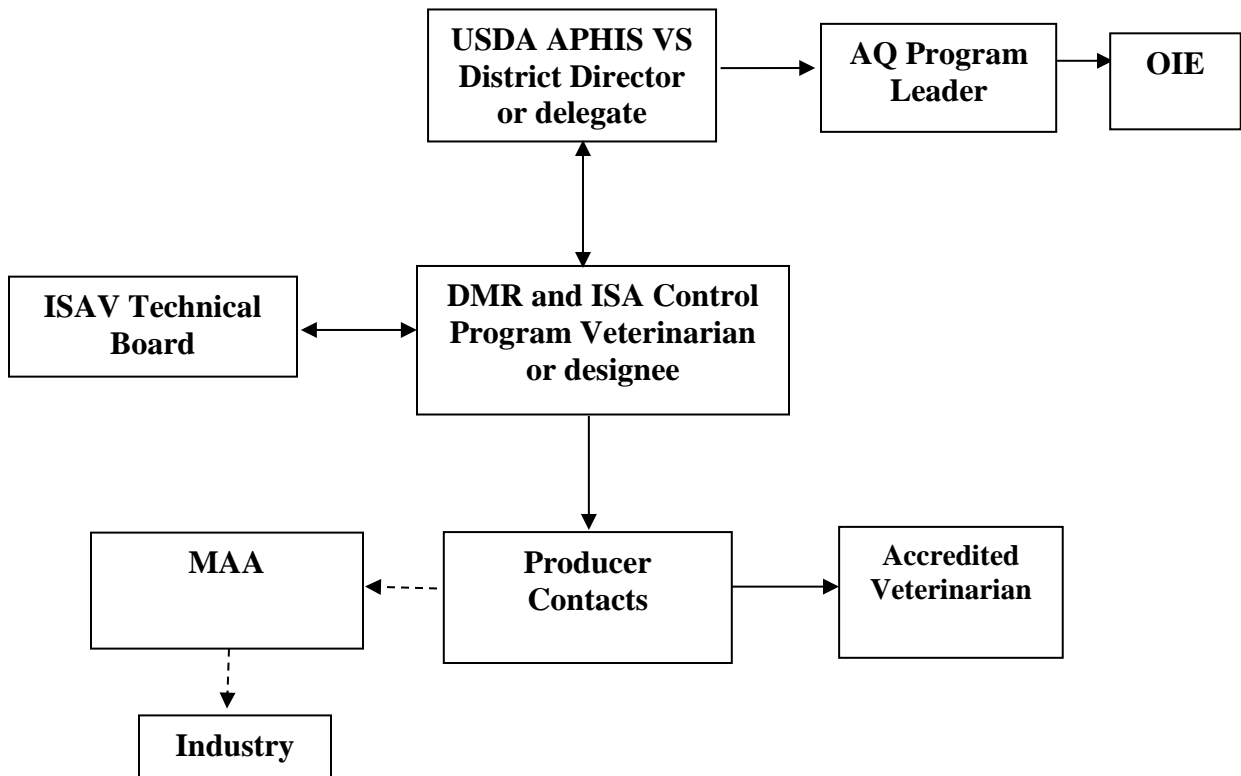 USDA APHIS VS
District Director
or delegate
AQ Program
Leader
OIE
ISAV Technical
Board
DMR and ISA Control
Program Veterinarian
or designee
MAA
Producer
Contacts
Accredited
Veterinarian
Industry